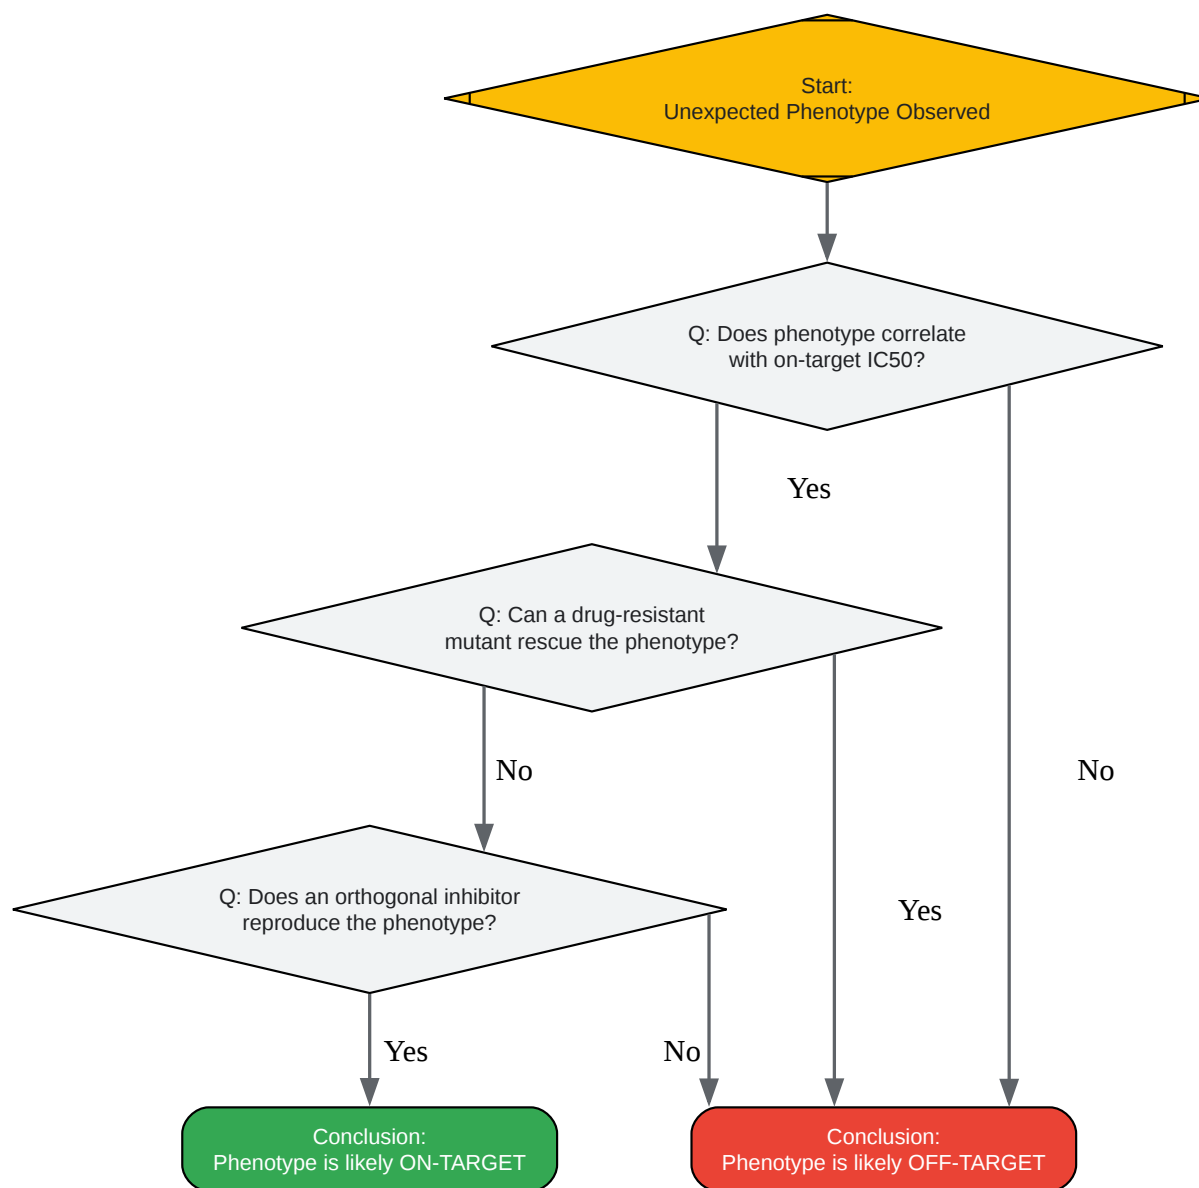 Start:
Unexpected Phenotype Observed
Q: Does phenotype correlate
with on-target IC50?
Yes
Q: Can a drug-resistant
mutant rescue the phenotype?
No
No
Q: Does an orthogonal inhibitor
reproduce the phenotype?
Yes
Yes
No
Conclusion:
Phenotype is likely ON-TARGET
Conclusion:
Phenotype is likely OFF-TARGET